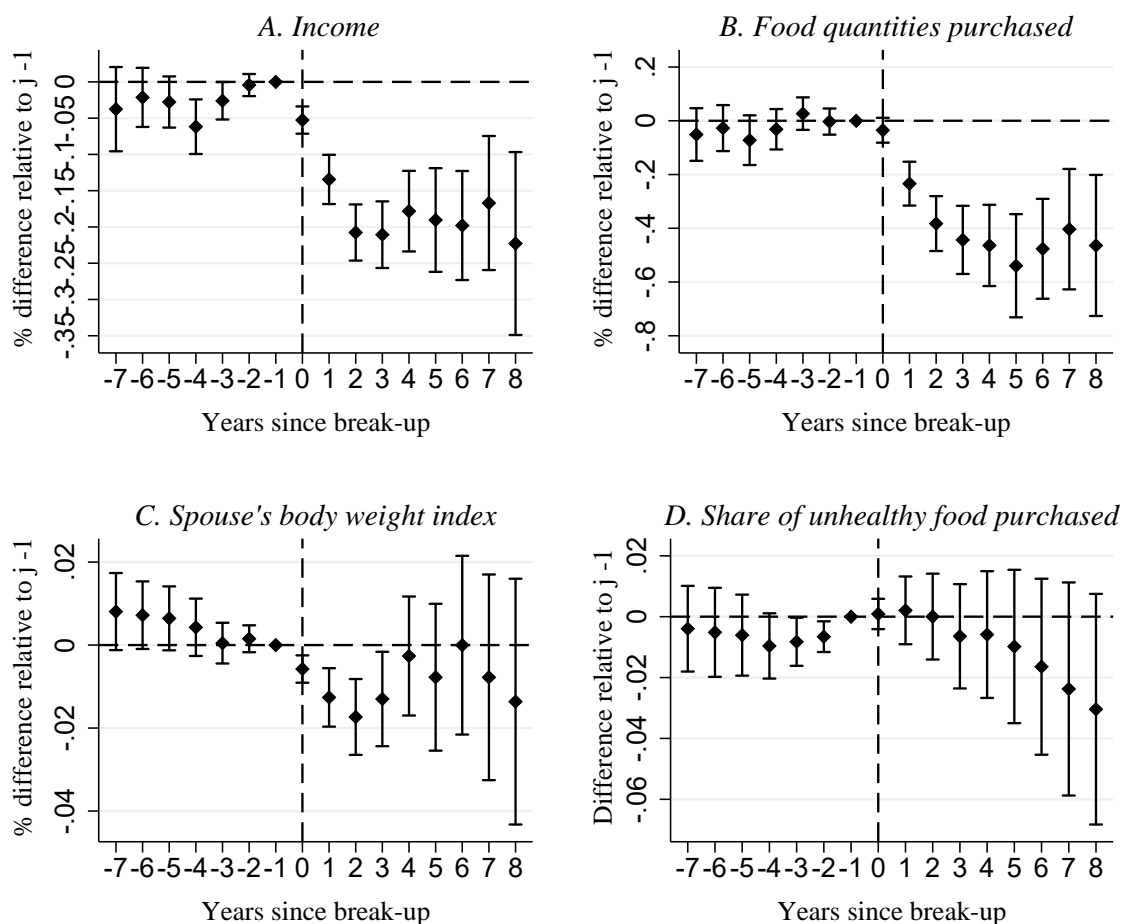 A. Income
% difference relative to j -1
0
-.05
-.1
-.15
-.2
-.25
-.3
-.35
-7 -6 -5 -4 -3 -2 -1 0 1 2 3 4 5 6 7 8
Years since break-up
B. Food quantities purchased
% difference relative to j -1
.2
0
-.2
-.4
-.6
-.8
-7 -6 -5 -4 -3 -2 -1 0 1 2 3 4 5 6 7 8
Years since break-up
C. Spouse's body weight index
% difference relative to j -1
.02
0
-.02
-.04
-7 -6 -5 -4 -3 -2 -1 0 1 2 3 4 5 6 7 8
Years since break-up
D. Share of unhealthy food purchased
Difference relative to j -1
.02
0
-.02
-.04
-.06
-7 -6 -5 -4 -3 -2 -1 0 1 2 3 4 5 6 7 8
Years since break-up